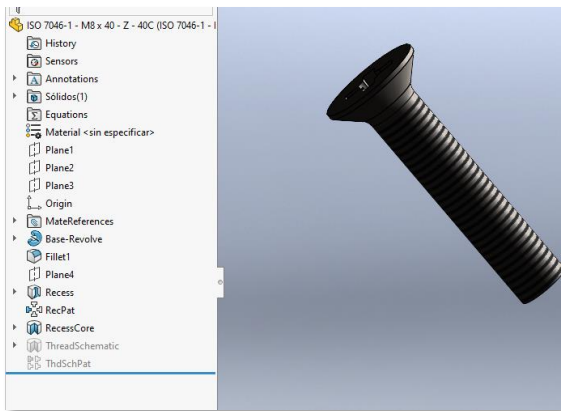 ISO 7046-1 - M8 x 40 - Z - 40C (ISO 7046-1 -
History
Sensors
Annotations
Sólidos(1)
Equations
Material <sin especificar>
Plane1
Plane2
Plane3
Origin
MateReferences
Base-Revolve
Fillet1
Plane4
Recess
RecPat
RecessCore
ThreadSchematic
ThdSchPat